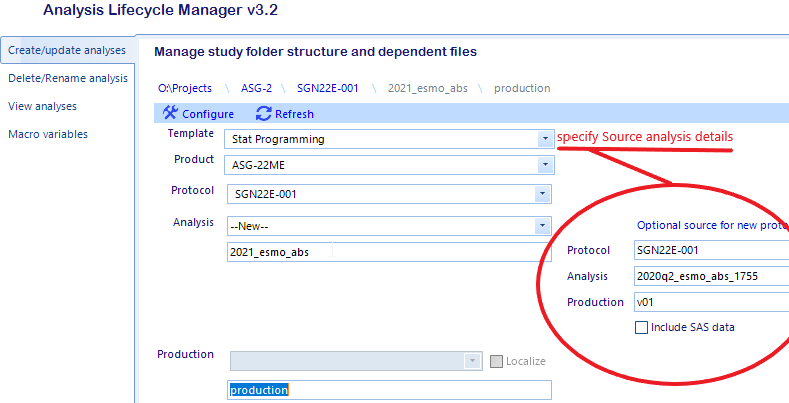 Analysis Lifecycle Manager v3.2
Create/update analyses
Delete/Rename analysis
View analyses
Macro variables
Manage study folder structure and dependent files
O:\Projects \ ASG-2 \ SGN22E-001 \ 2021_esmo_abs \ production
Configure Refresh
Template Stat Programming
specify Source analysis details
Product ASG-22ME
Protocol SGN22E-001
Analysis --New--
2021_esmo_abs
Optional source for new proto
Protocol SGN22E-001
Analysis 2020q2_esmo_abs_1755
Production v01
Include SAS data
Production Localize
production